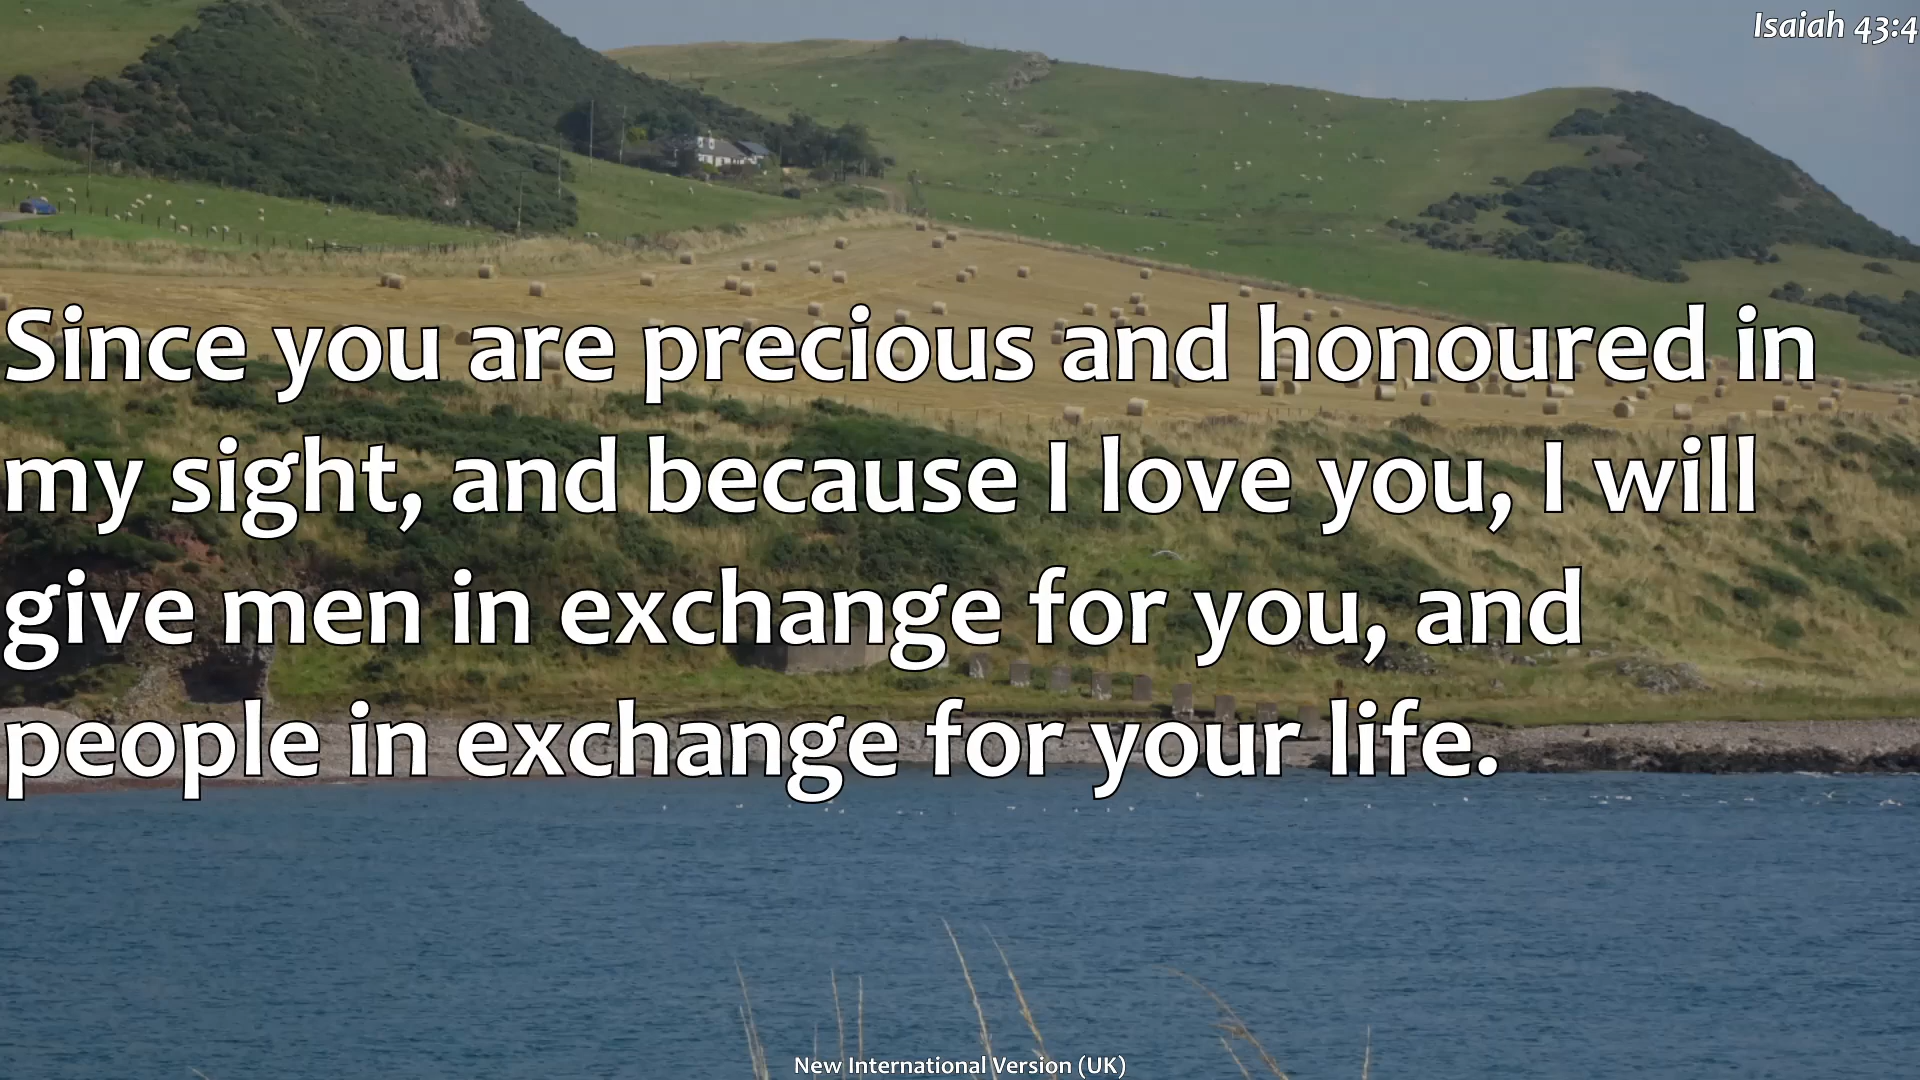 Isaiah 43:4
Since you are precious and honoured in
my sight, and because I love you, I will
give men in exchange for you, and
people in exchange for your life.
New International Version (UK)